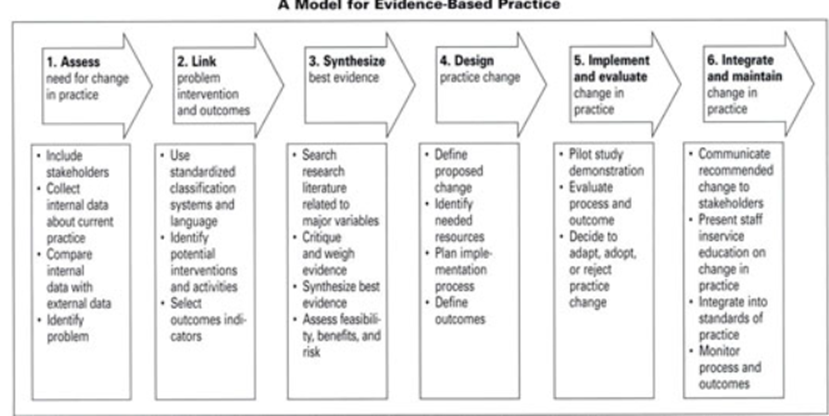 A Model for Evidence-Based Practice
1. Assess
need for change
in practice
2. Link
problem
intervention
and outcomes
3. Synthesize
best evidence
4. Design
practice change
5. Implement
and evaluate
change in
practice
6. Integrate
and maintain
change in
practice
• Include
stakeholders
• Collect
internal data
about current
practice
• Compare
internal
data with
external data
• Identify
problem
• Use
standardized
classification
systems and
language
• Identify
potential
interventions
and activities
• Select
outcomes indi-
cators
• Search
research
literature
related to
major variables
• Critique
and weigh
evidence
• Synthesize best
evidence
• Assess feasibili-
ty, benefits, and
risk
• Define
proposed
change
• Identify
needed
resources
• Plan imple-
mentation
process
• Define
outcomes
• Pilot study
demonstration
• Evaluate
process and
outcome
• Decide to
adapt, adopt,
or reject
practice
change
• Communicate
recommended
change to
stakeholders
• Present staff
inservice
education on
change in
practice
• Integrate into
standards of
practice
• Monitor
process and
outcomes